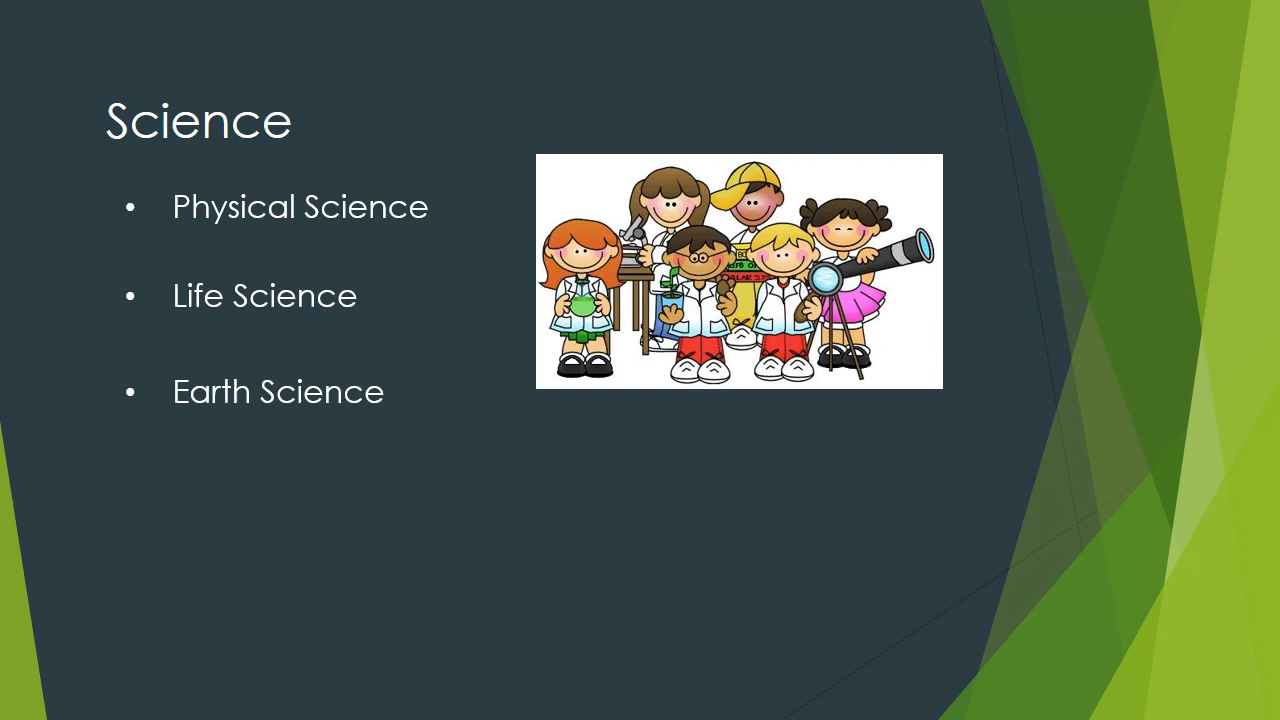 Science
• Physical Science
• Life Science
• Earth Science